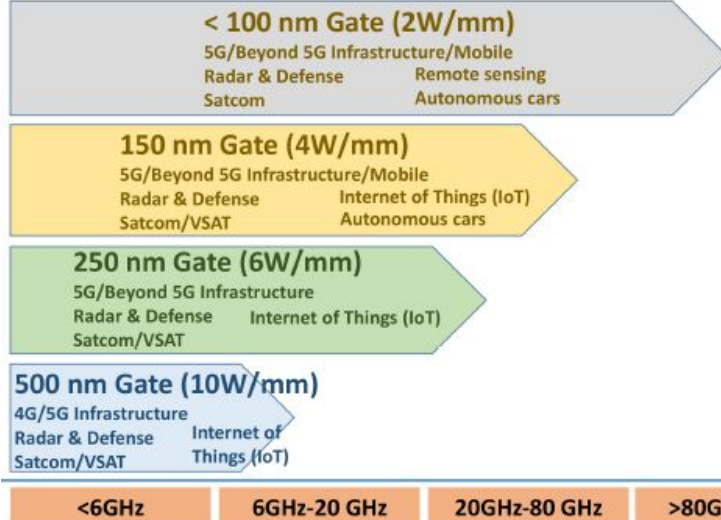 < 100 nm Gate (2W/mm)
5G/Beyond 5G Infrastructure/Mobile
Radar & Defense Remote sensing
Satcom Autonomous cars
150 nm Gate (4W/mm)
5G/Beyond 5G Infrastructure/Mobile
Radar & Defense Internet of Things (IoT)
Satcom/VSAT Autonomous cars
250 nm Gate (6W/mm)
5G/Beyond 5G Infrastructure
Radar & Defense Internet of Things (IoT)
Satcom/VSAT
500 nm Gate (10W/mm)
4G/5G Infrastructure
Radar & Defense Internet of
Satcom/VSAT Things (IoT)
<6GHz 6GHz-20 GHz 20GHz-80 GHz >80G